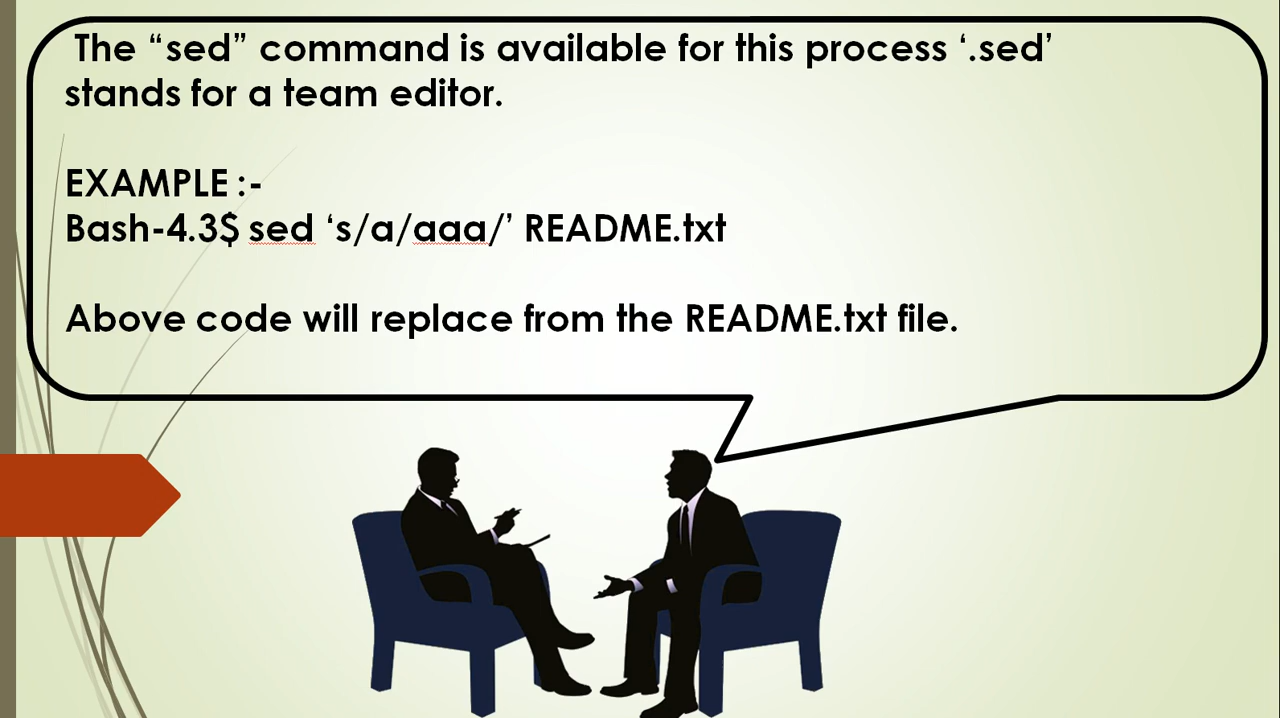 The “sed” command is available for this process ‘.sed’
stands for a team editor.
EXAMPLE :-
Bash-4.3$ sed ‘s/a/aaa/’ README.txt
Above code will replace from the README.txt file.